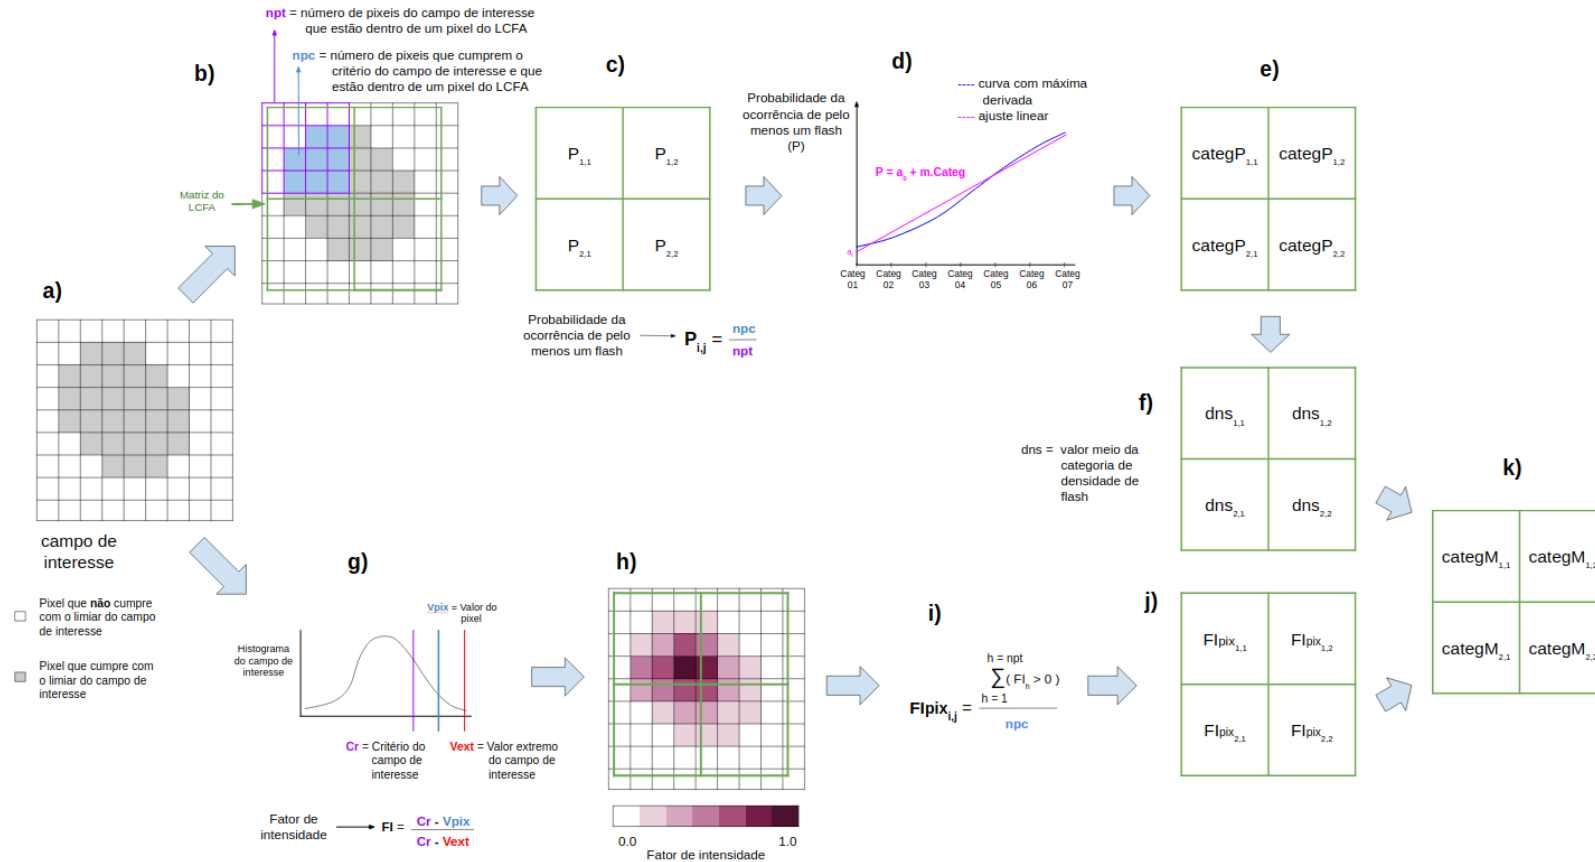 npt = número de pixeis do campo de interesse
que estão dentro de um pixel do LCFA
npc = número de pixeis que cumprem o
critério do campo de interesse e que
estão dentro de um pixel do LCFA
b)
Matriz do
LCFA
c)
P1,1 P1,2
P2,1 P2,2
Probabilidade da
ocorrência de pelo
menos um flash
Pi,j = npc
npt
d)
Probabilidade da
ocorrência de pelo
menos um flash
(P)
---- curva com máxima
derivada
---- ajuste linear
P = a0 + m.Categ
Categ Categ Categ Categ Categ Categ Categ
01 02 03 04 05 06 07
e)
categP1,1 categP1,2
categP2,1 categP2,2
a)
campo de
interesse
Pixel que não cumpre
com o limiar do campo
de interesse
Pixel que cumpre com
o limiar do campo de
interesse
f)
dns = valor meio da
categoria de
densidade de
flash
dns1,1 dns1,2
dns2,1 dns2,2
g)
Vpix = Valor do
pixel
Histograma
do campo de
interesse
Cr = Critério do
campo de
interesse
Vext = Valor extremo
do campo de
interesse
Fator de
intensidade
FI = Cr - Vpix
Cr - Vext
h)
0.0 1.0
Fator de intensidade
i)
h = npt
∑( FIh > 0 )
h = 1
FIpixi,j =
npc
j)
FIpix1,1 FIpix1,2
FIpix2,1 FIpix2,2
k)
categM1,1 categM1,2
categM2,1 categM2,2